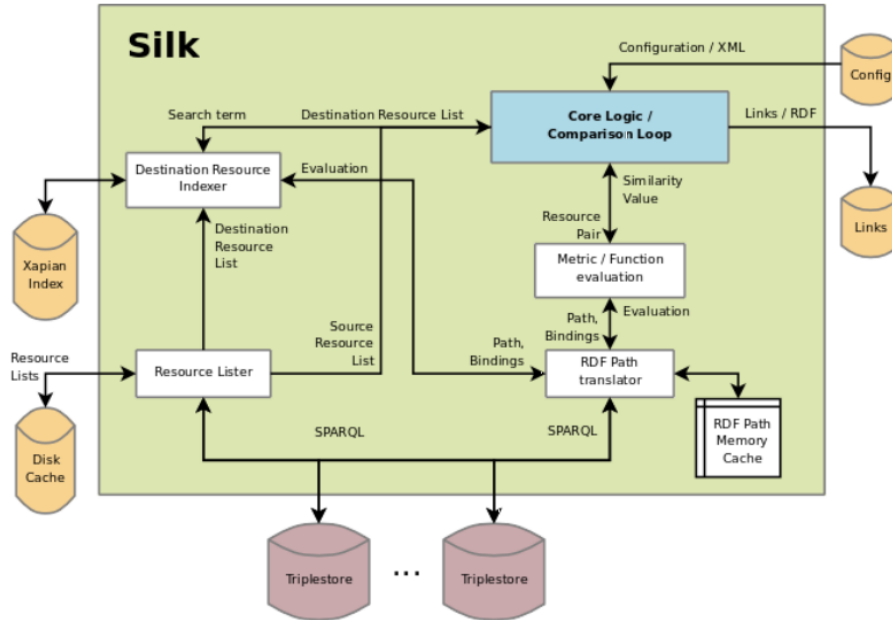 Silk
Configuration / XML
Config
Search term
Destination Resource List
Core Logic /
Comparison Loop
Links / RDF
Destination Resource
Indexer
Evaluation
Similarity
Value
Links
Xapian
Index
Destination
Resource
List
Resource
Pair
Metric / Function
evaluation
Source
Resource
List
Path,
Bindings
Path,
Bindings
Evaluation
Resource
Lists
Resource Lister
RDF Path
translator
Disk
Cache
SPARQL
SPARQL
RDF Path
Memory
Cache
Triplestore
...
Triplestore